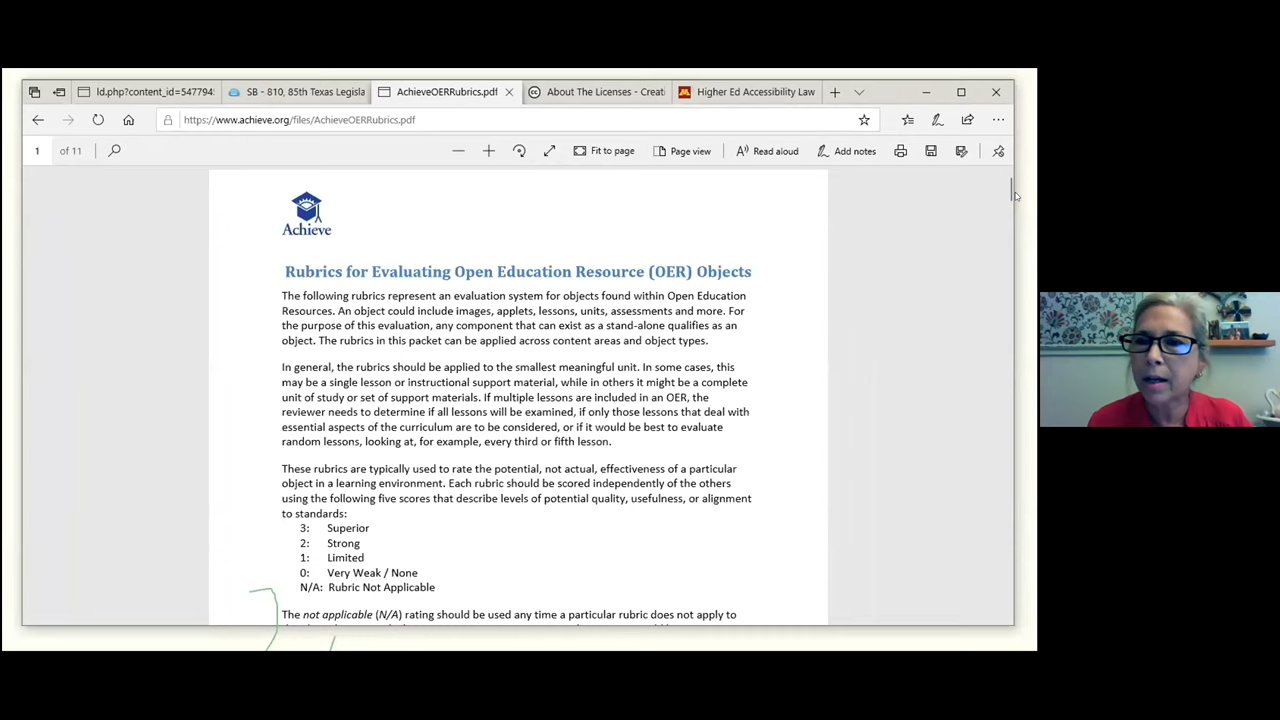 ld.php?content_id=547794:
SB - 810, 85th Texas Legisla
AchieveOERRubrics.pdf
About The Licenses - Creati
Higher Ed Accessibility Law
https://www.achieve.org/files/AchieveOERRubrics.pdf
1 of 11
Fit to page
Page view
Read aloud
Add notes
Achieve
Rubrics for Evaluating Open Education Resource (OER) Objects
The following rubrics represent an evaluation system for objects found within Open Education
Resources. An object could include images, applets, lessons, units, assessments and more. For
the purpose of this evaluation, any component that can exist as a stand-alone qualifies as an
object. The rubrics in this packet can be applied across content areas and object types.
In general, the rubrics should be applied to the smallest meaningful unit. In some cases, this
may be a single lesson or instructional support material, while in others it might be a complete
unit of study or set of support materials. If multiple lessons are included in an OER, the
reviewer needs to determine if all lessons will be examined, if only those lessons that deal with
essential aspects of the curriculum are to be considered, or if it would be best to evaluate
random lessons, looking at, for example, every third or fifth lesson.
These rubrics are typically used to rate the potential, not actual, effectiveness of a particular
object in a learning environment. Each rubric should be scored independently of the others
using the following five scores that describe levels of potential quality, usefulness, or alignment
to standards:
3: Superior
2: Strong
1: Limited
0: Very Weak / None
N/A: Rubric Not Applicable
The not applicable (N/A) rating should be used any time a particular rubric does not apply to